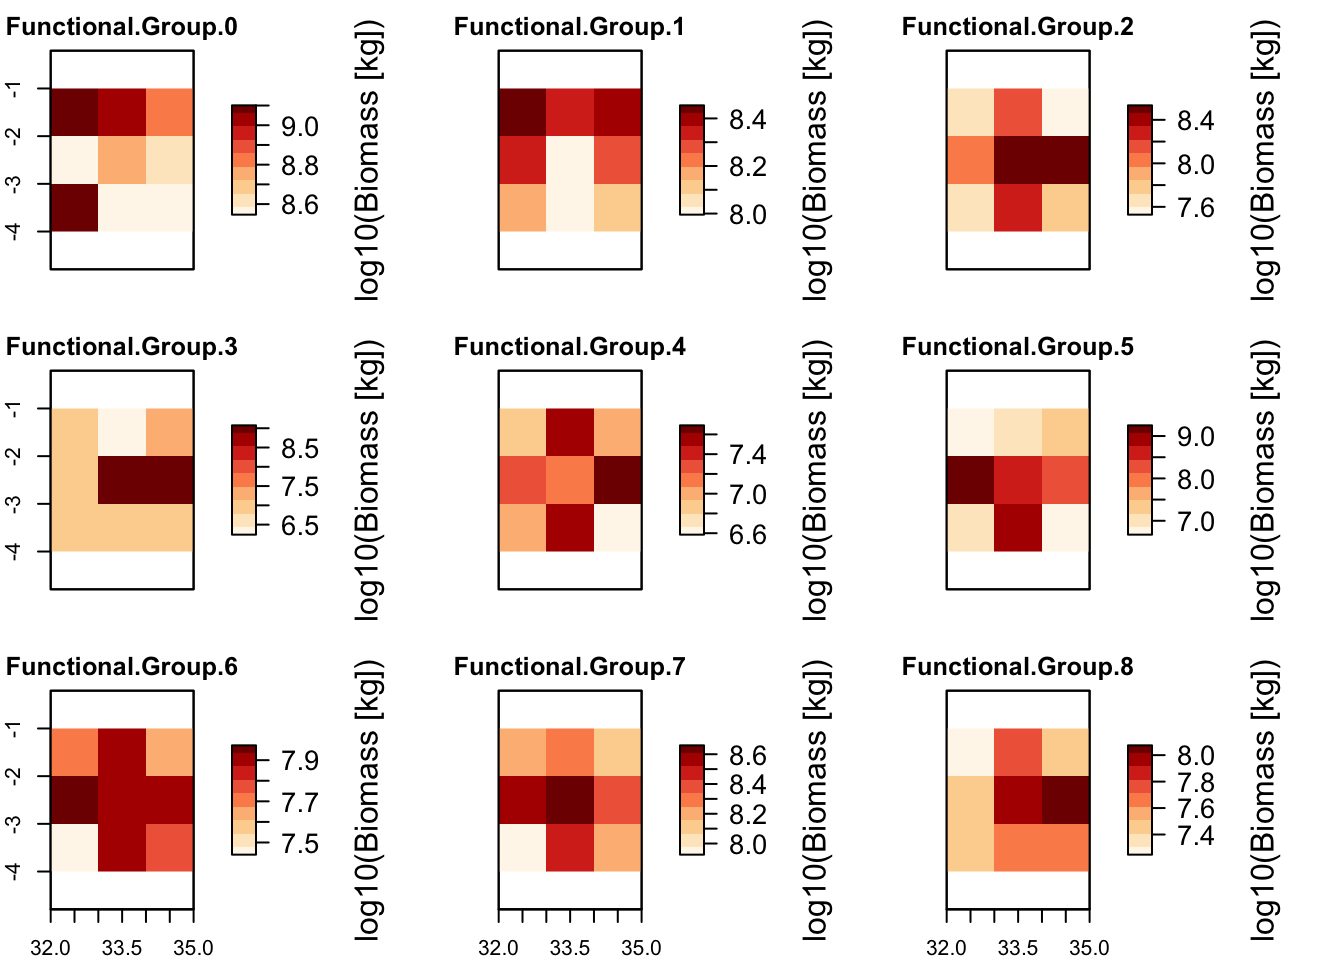 Functional.Group.0
-1
-2
-3
-4
9.0
8.8
8.6
log10(Biomass [kg])
Functional.Group.1
8.4
8.2
8.0
log10(Biomass [kg])
Functional.Group.2
8.4
8.0
7.6
log10(Biomass [kg])
Functional.Group.3
-1
-2
-3
-4
8.5
7.5
6.5
log10(Biomass [kg])
Functional.Group.4
7.4
7.0
6.6
log10(Biomass [kg])
Functional.Group.5
9.0
8.0
7.0
log10(Biomass [kg])
Functional.Group.6
-1
-2
-3
-4
7.9
7.7
7.5
log10(Biomass [kg])
32.0 33.5 35.0
Functional.Group.7
8.6
8.4
8.2
8.0
log10(Biomass [kg])
32.0 33.5 35.0
Functional.Group.8
8.0
7.8
7.6
7.4
log10(Biomass [kg])
32.0 33.5 35.0